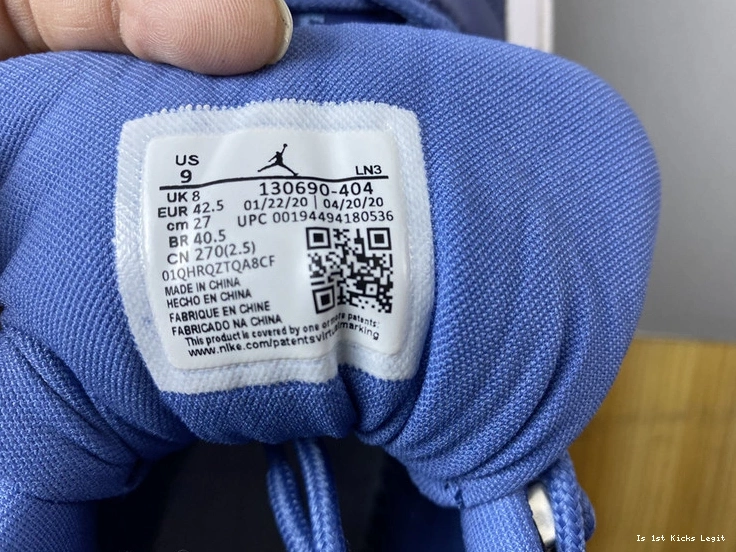 US
9
LN3
UK 8
130690-404
EUR 42.5
01/22/20 | 04/20/20
cm 27
UPC 00194494180536
BR 40.5
CN 270(2.5)
01QHRQZTQA8CF
MADE IN CHINA
HECHO EN CHINA
FABRIQUE EN CHINE
FABRICADO NA CHINA
This product is covered by one or more patents:
www.nike.com/patentsvirtualmarking
Is 1st Kicks Legit